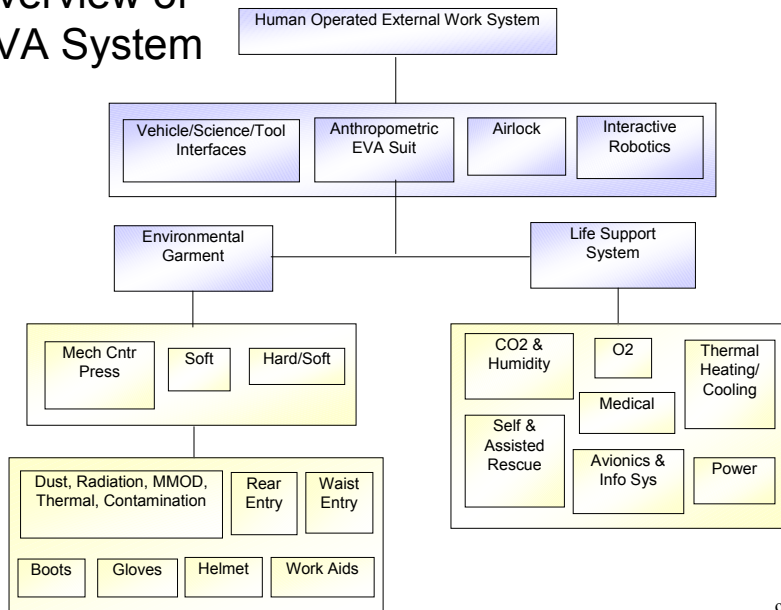 VA System
Human Operated External Work System
Vehicle/Science/Tool
Interfaces
Anthropometric
EVA Suit
Airlock
Interactive
Robotics
Environmental
Garment
Life Support
System
Mech Cntr
Press
Soft
Hard/Soft
CO2 &
Humidity
O2
Thermal
Heating/
Cooling
Medical
Self &
Assisted
Rescue
Avionics &
Info Sys
Power
Dust, Radiation, MMOD,
Thermal, Contamination
Rear
Entry
Waist
Entry
Boots
Gloves
Helmet
Work Aids